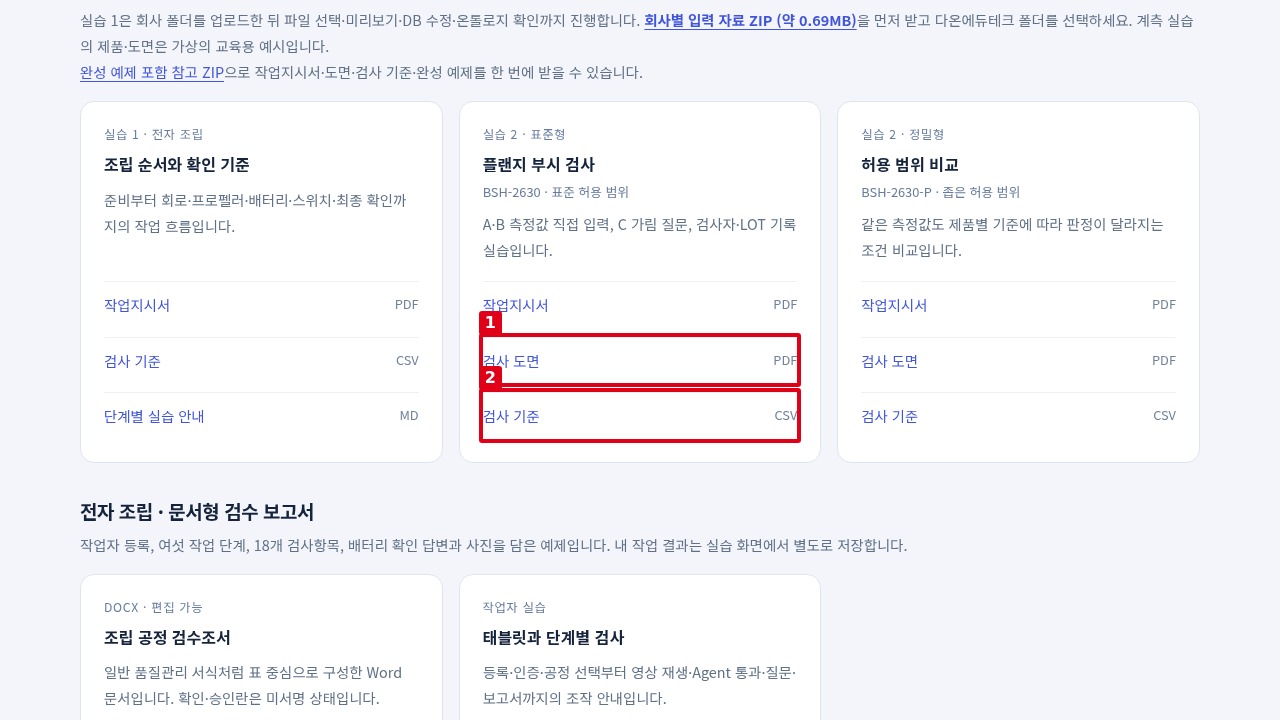 실습 1은 회사 폴더를 업로드한 뒤 파일 선택·미리보기·DB 수정·온톨로지 확인까지 진행합니다. 회사별 입력 자료 ZIP (약 0.69MB)을 먼저 받고 다온에듀테크 폴더를 선택하세요. 계측 실습
의 제품·도면은 가상의 교육용 예시입니다.
완성 예제 포함 참고 ZIP으로 작업지시서·도면·검사 기준·완성 예제를 한 번에 받을 수 있습니다.
실습 1 · 전자 조립
조립 순서와 확인 기준
준비부터 회로·프로펠러·배터리·스위치·최종 확인까
지의 작업 흐름입니다.
작업지시서 PDF
검사 기준 CSV
단계별 실습 안내 MD
실습 2 · 표준형
플랜지 부시 검사
BSH-2630 · 표준 허용 범위
A·B 측정값 직접 입력, C 가림 질문, 검사자·LOT 기록
실습입니다.
작업지시서 PDF
1
검사 도면 PDF
2
검사 기준 CSV
실습 2 · 정밀형
허용 범위 비교
BSH-2630-P · 좁은 허용 범위
같은 측정값도 제품별 기준에 따라 판정이 달라지는
조건 비교입니다.
작업지시서 PDF
검사 도면 PDF
검사 기준 CSV
전자 조립 · 문서형 검수 보고서
작업자 등록, 여섯 작업 단계, 18개 검사항목, 배터리 확인 답변과 사진을 담은 예제입니다. 내 작업 결과는 실습 화면에서 별도로 저장합니다.
DOCX · 편집 가능
조립 공정 검수조서
일반 품질관리 서식처럼 표 중심으로 구성한 Word
문서입니다. 확인·승인란은 미서명 상태입니다.
작업자 실습
태블릿과 단계별 검사
등록·인증·공정 선택부터 영상 재생·Agent 통과·질문·
보고서까지의 조작 안내입니다.